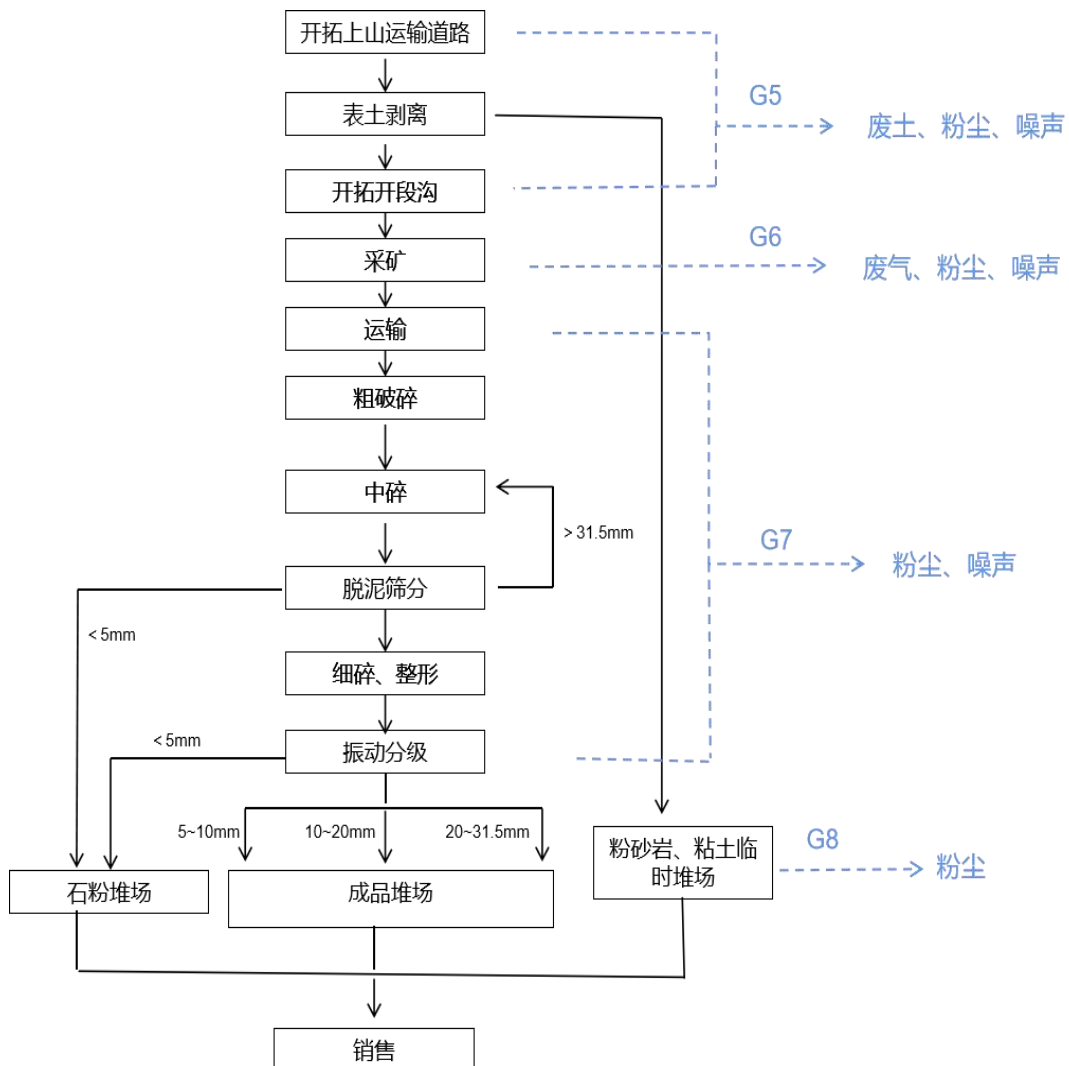 开拓上山运输道路
表土剥离
G5
废土、粉尘、噪声
开拓开段沟
G6
采矿
废气、粉尘、噪声
运输
粗破碎
中碎
＞31.5mm
G7
粉尘、噪声
脱泥筛分
＜5mm
细碎、整形
＜5mm
振动分级
5~10mm
10~20mm
20~31.5mm
粉砂岩、粘土临
时堆场
G8
粉尘
石粉堆场
成品堆场
销售